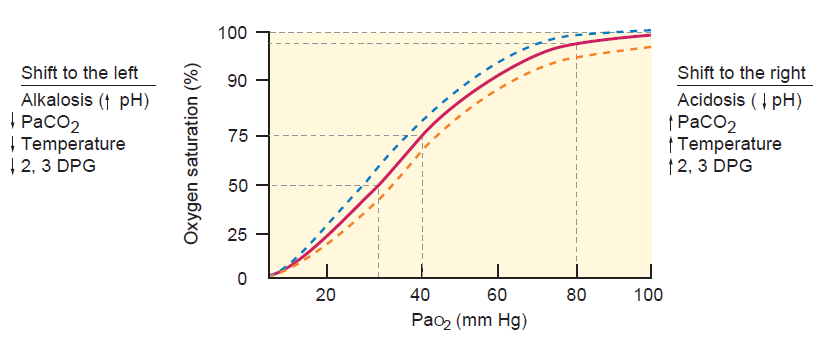 Shift to the left
Alkalosis (↑ pH)
↓ PaCO₂
↓ Temperature
↓ 2, 3 DPG
Oxygen saturation (%)
100
90
75
50
25
0
20
40
60
80
100
PaO₂ (mm Hg)
Shift to the right
Acidosis (↓ pH)
↑ PaCO₂
↑ Temperature
↑ 2, 3 DPG